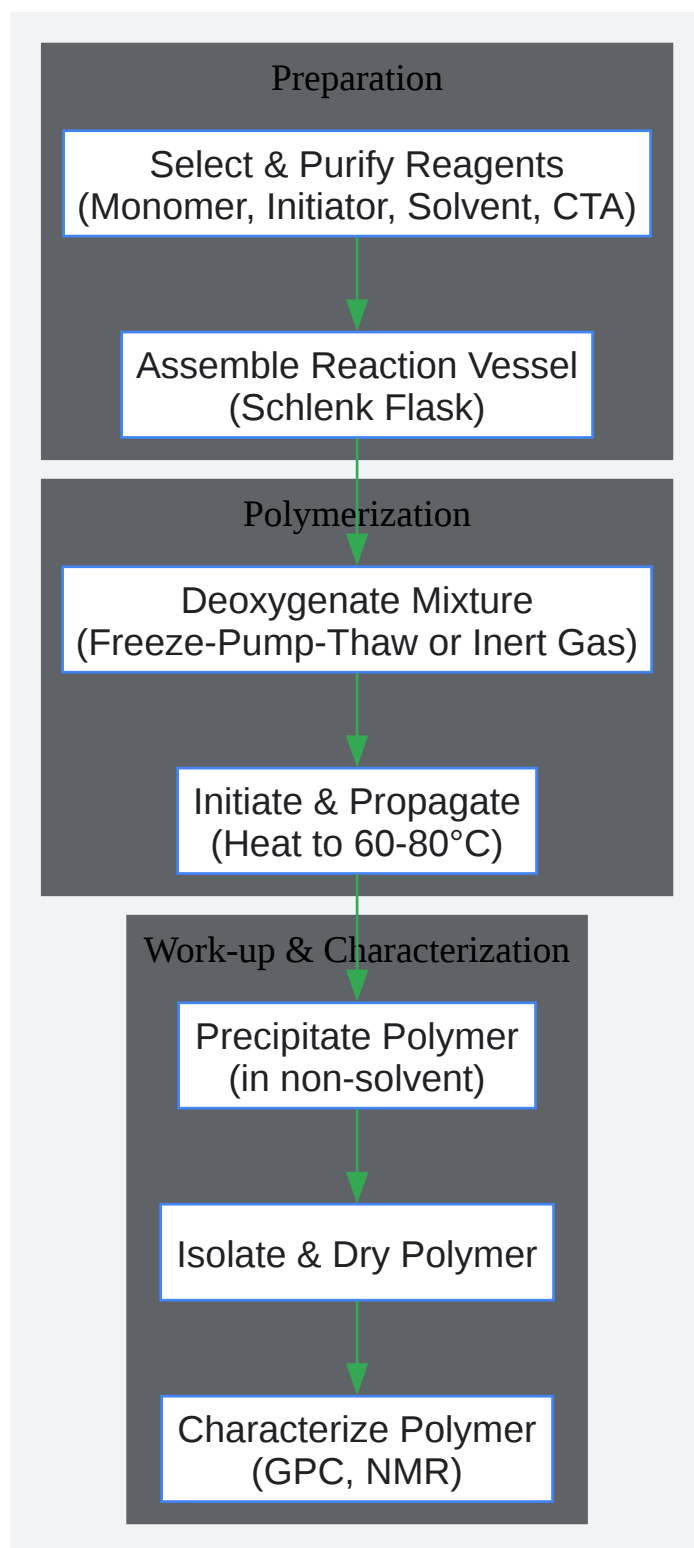 Preparation
Select & Purify Reagents
(Monomer, Initiator, Solvent, CTA)
Assemble Reaction Vessel
(Schlenk Flask)
Polymerization
Deoxygenate Mixture
(Freeze-Pump-Thaw or Inert Gas)
Initiate & Propagate
(Heat to 60-80°C)
Work-up & Characterization
Precipitate Polymer
(in non-solvent)
Isolate & Dry Polymer
Characterize Polymer
(GPC, NMR)